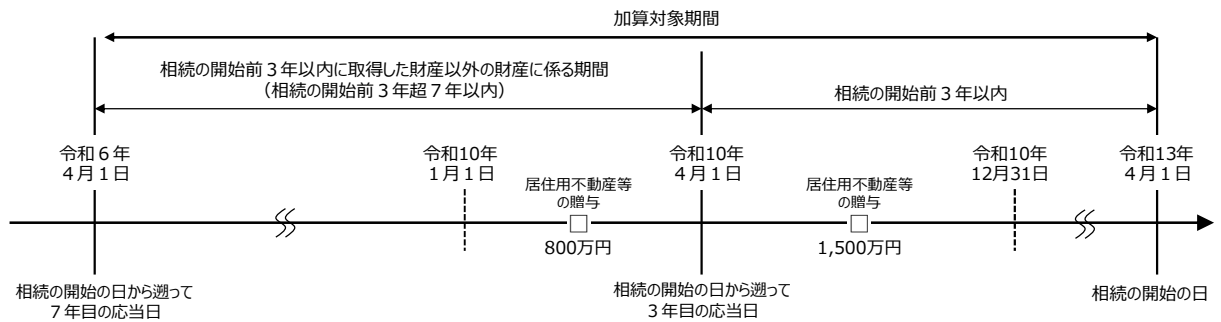 加算対象期間
相続の開始前３年以内に取得した財産以外の財産に係る期間
（相続の開始前３年超７年以内）
相続の開始前３年以内
令和６年
４月１日
令和10年
１月１日
令和10年
４月１日
令和10年
12月31日
令和13年
４月１日
居住用不動産等
の贈与
居住用不動産等
の贈与
800万円
1,500万円
相続の開始の日から遡って
７年目の応当日
相続の開始の日から遡って
３年目の応当日
相続の開始の日